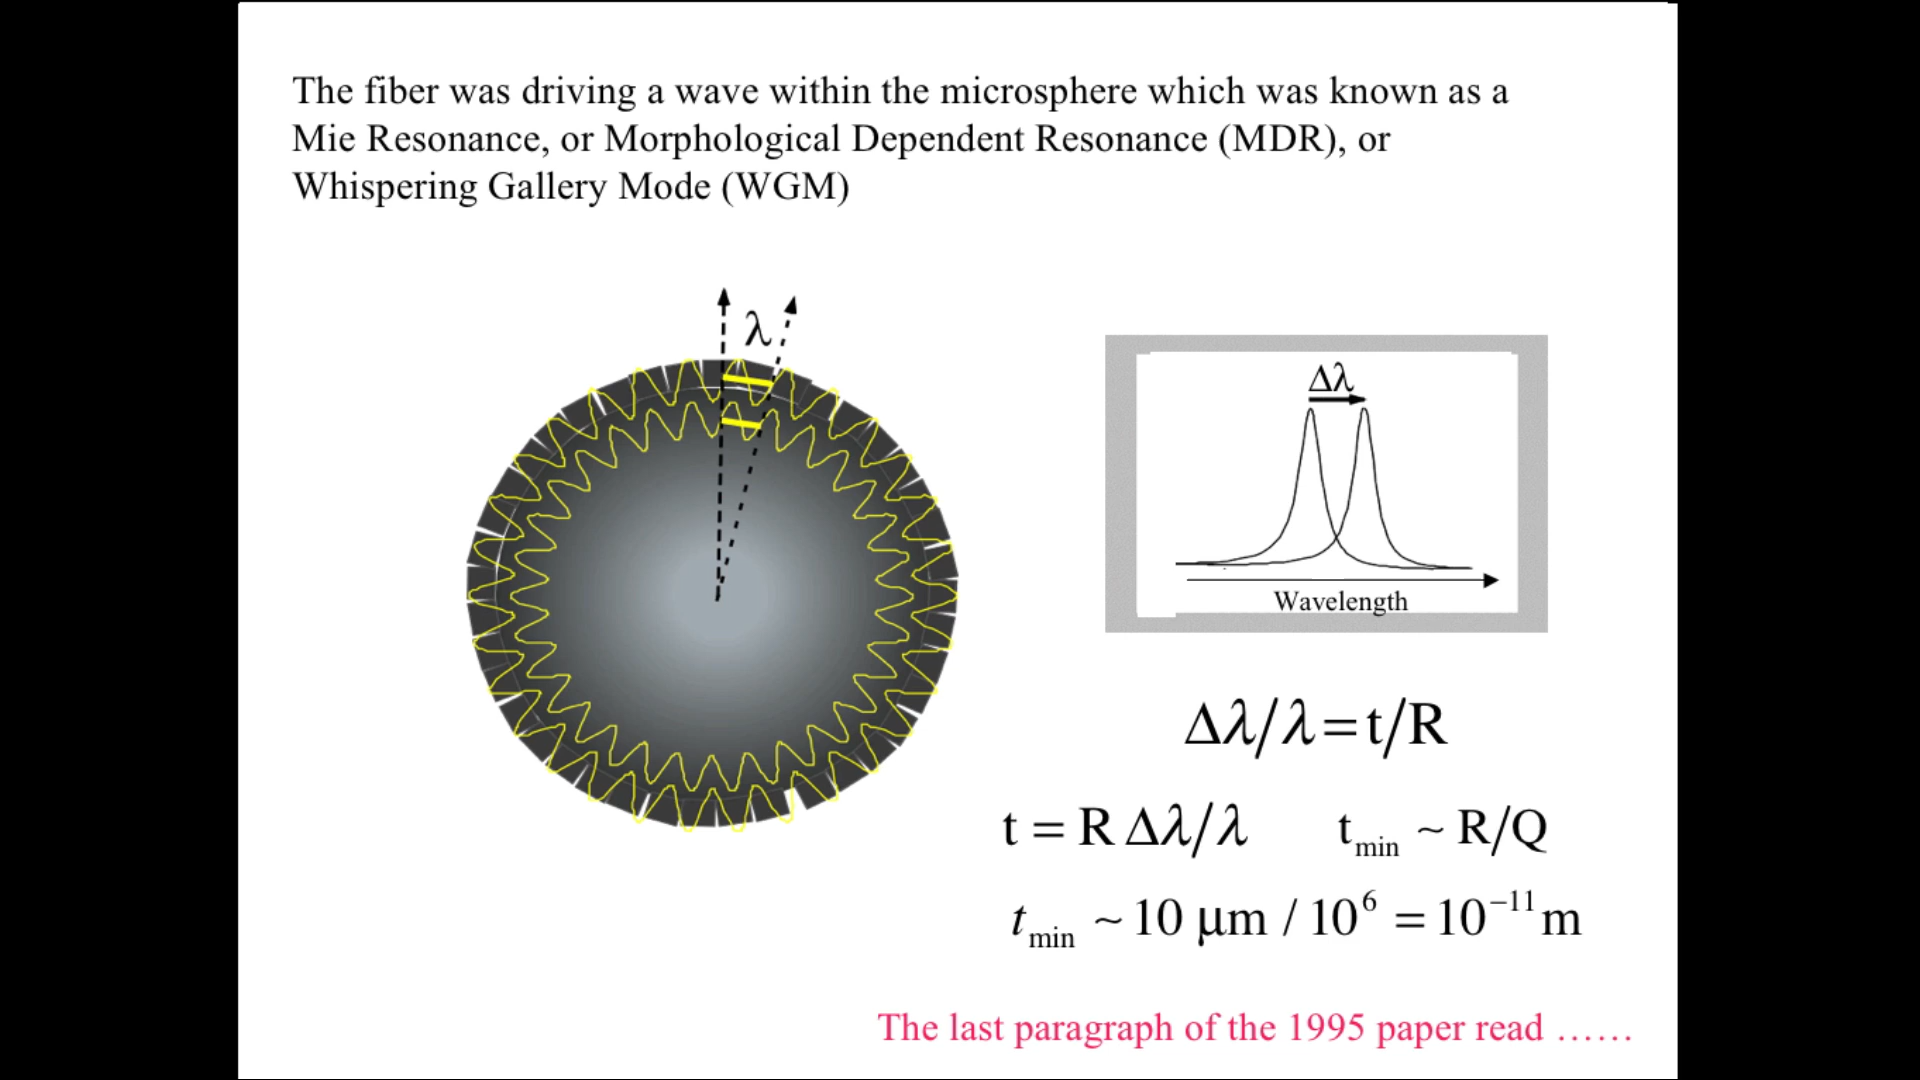 The fiber was driving a wave within the microsphere which was known as a
Mie Resonance, or Morphological Dependent Resonance (MDR), or
Whispering Gallery Mode (WGM)
λ
Δλ
Wavelength
Δλ/λ=t/R
t = R Δλ/λ
t_min ~ R/Q
t_min ~ 10 μm / 10⁶ = 10⁻¹¹ m
The last paragraph of the 1995 paper read ……